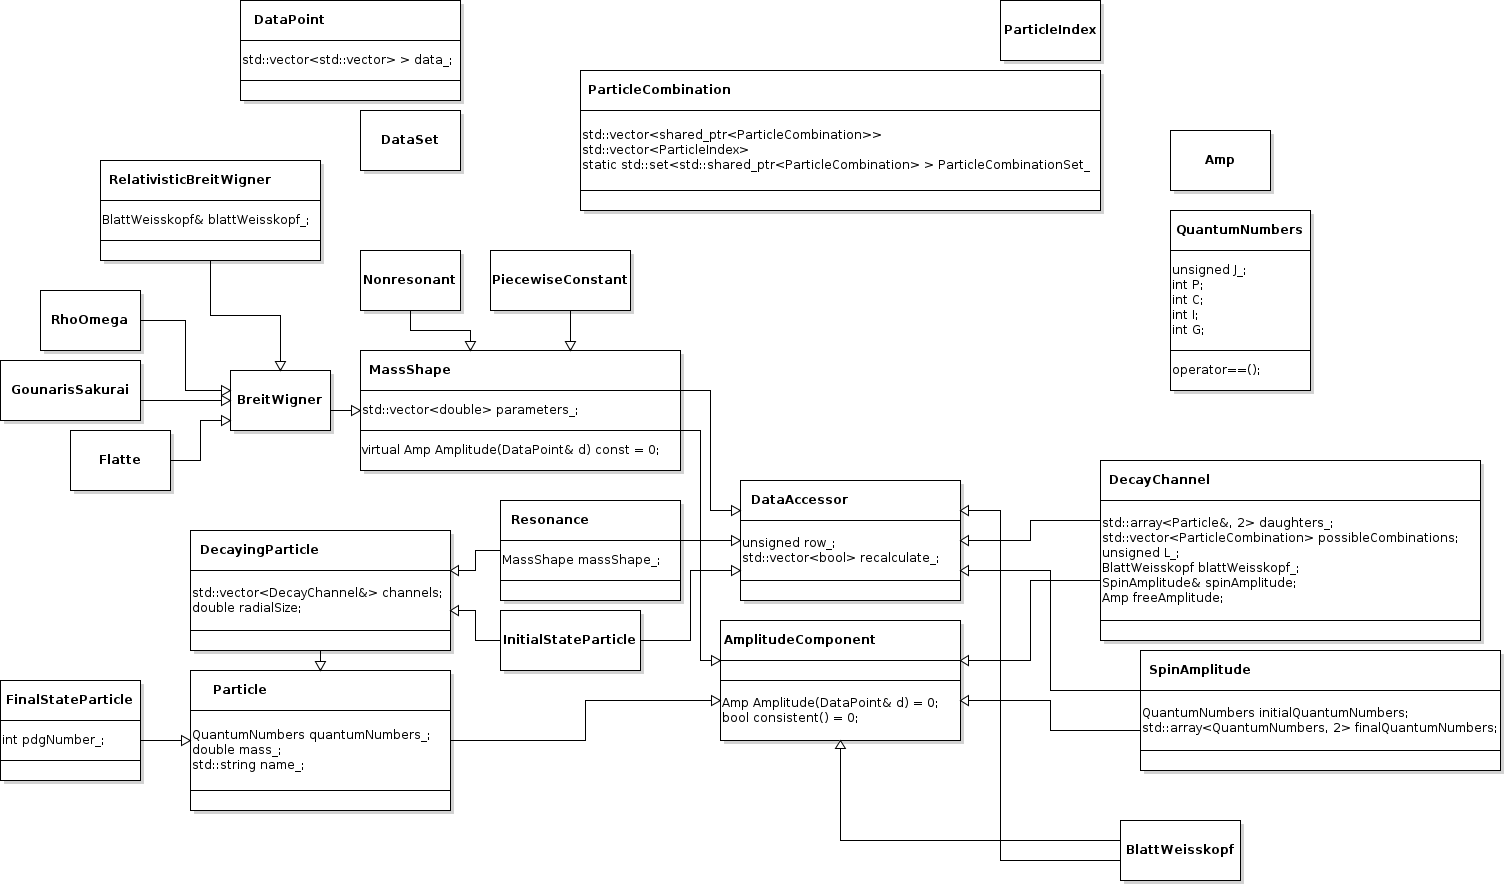 DataPoint
std::vector<std::vector> > data_;
ParticleIndex
ParticleCombination
std::vector<shared_ptr<ParticleCombination>>
std::vector<ParticleIndex>
static std::set<std::shared_ptr<ParticleCombination> > ParticleCombinationSet_
DataSet
Amp
RelativisticBreitWigner
BlattWeisskopf& blattWeisskopf_;
QuantumNumbers
unsigned J_;
int P;
int C;
int I;
int G;
operator==();
Nonresonant
PiecewiseConstant
RhoOmega
GounarisSakurai
BreitWigner
Flatte
MassShape
std::vector<double> parameters_;
virtual Amp Amplitude(DataPoint& d) const = 0;
DataAccessor
unsigned row_;
std::vector<bool> recalculate_;
DecayChannel
std::array<Particle&, 2> daughters_;
std::vector<ParticleCombination> possibleCombinations;
unsigned L_;
BlattWeisskopf blattWeisskopf_;
SpinAmplitude& spinAmplitude;
Amp freeAmplitude;
Resonance
MassShape massShape_;
DecayingParticle
std::vector<DecayChannel&> channels;
double radialSize;
InitialStateParticle
AmplitudeComponent
Amp Amplitude(DataPoint& d) = 0;
bool consistent() = 0;
SpinAmplitude
QuantumNumbers initialQuantumNumbers;
std::array<QuantumNumbers, 2> finalQuantumNumbers;
FinalStateParticle
int pdgNumber_;
Particle
QuantumNumbers quantumNumbers_;
double mass_;
std::string name_;
BlattWeisskopf